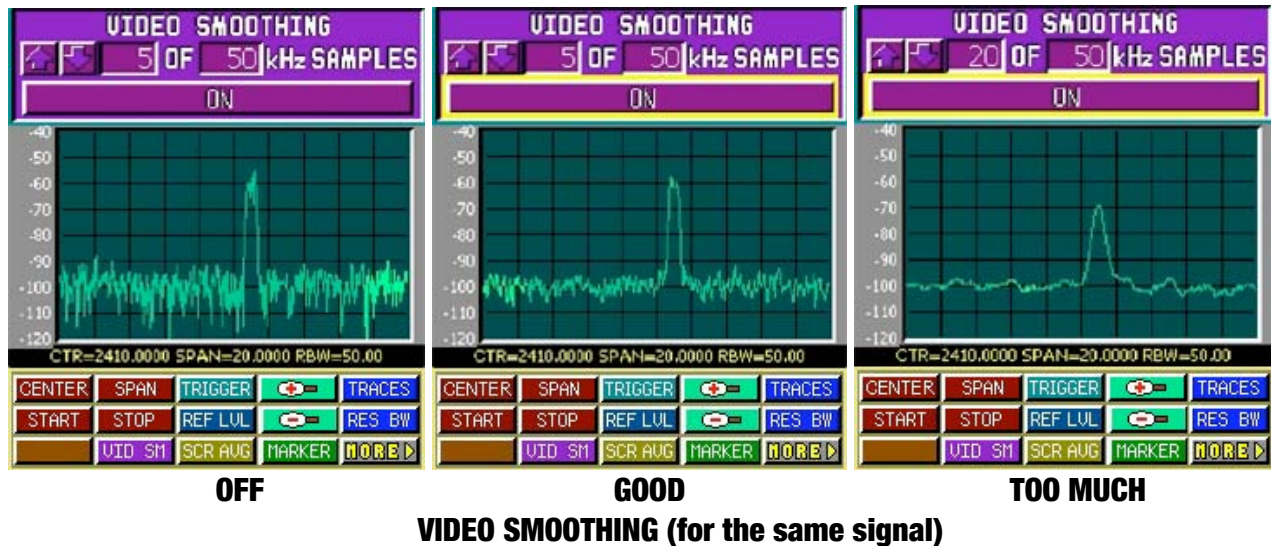 VIDEO SMOOTHING
5 OF 50 kHz SAMPLES
ON
-40
-50
-60
-70
-80
-90
-100
-110
-120
CTR=2410.0000 SPAN=20.0000 RBW=50.00
CENTER SPAN TRIGGER TRACES
START STOP REF LVL RES BW
VID SM SCR AVG MARKER MORE
OFF
VIDEO SMOOTHING
5 OF 50 kHz SAMPLES
ON
-40
-50
-60
-70
-80
-90
-100
-110
-120
CTR=2410.0000 SPAN=20.0000 RBW=50.00
CENTER SPAN TRIGGER TRACES
START STOP REF LVL RES BW
VID SM SCR AVG MARKER MORE
GOOD
VIDEO SMOOTHING
20 OF 50 kHz SAMPLES
ON
-40
-50
-60
-70
-80
-90
-100
-110
-120
CTR=2410.0000 SPAN=20.0000 RBW=50.00
CENTER SPAN TRIGGER TRACES
START STOP REF LVL RES BW
VID SM SCR AVG MARKER MORE
TOO MUCH
VIDEO SMOOTHING (for the same signal)